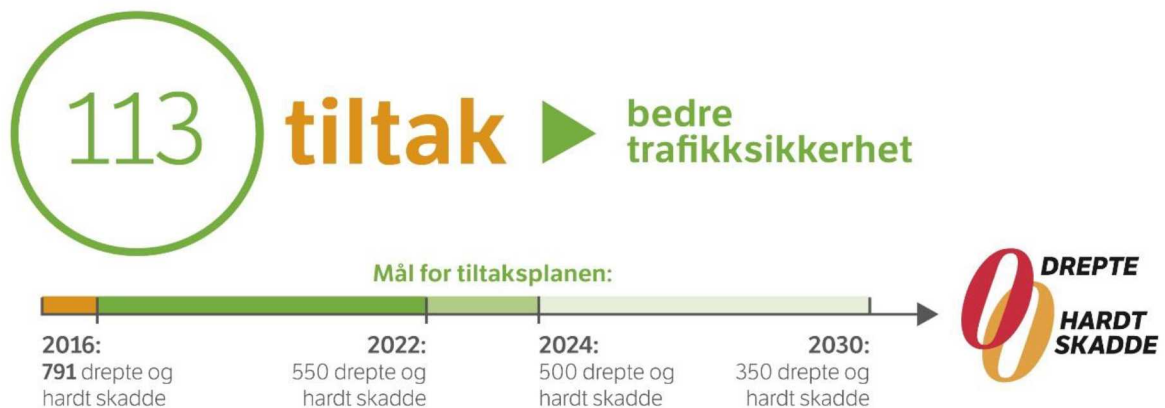 113
tiltak
bedre
trafikksikkerhet
Mål for tiltaksplanen:
2016:
791 drepte og
hardt skadde
2022:
550 drepte og
hardt skadde
2024:
500 drepte og
hardt skadde
2030:
350 drepte og
hardt skadde
0 DREPTE
0 HARDT
SKADDE